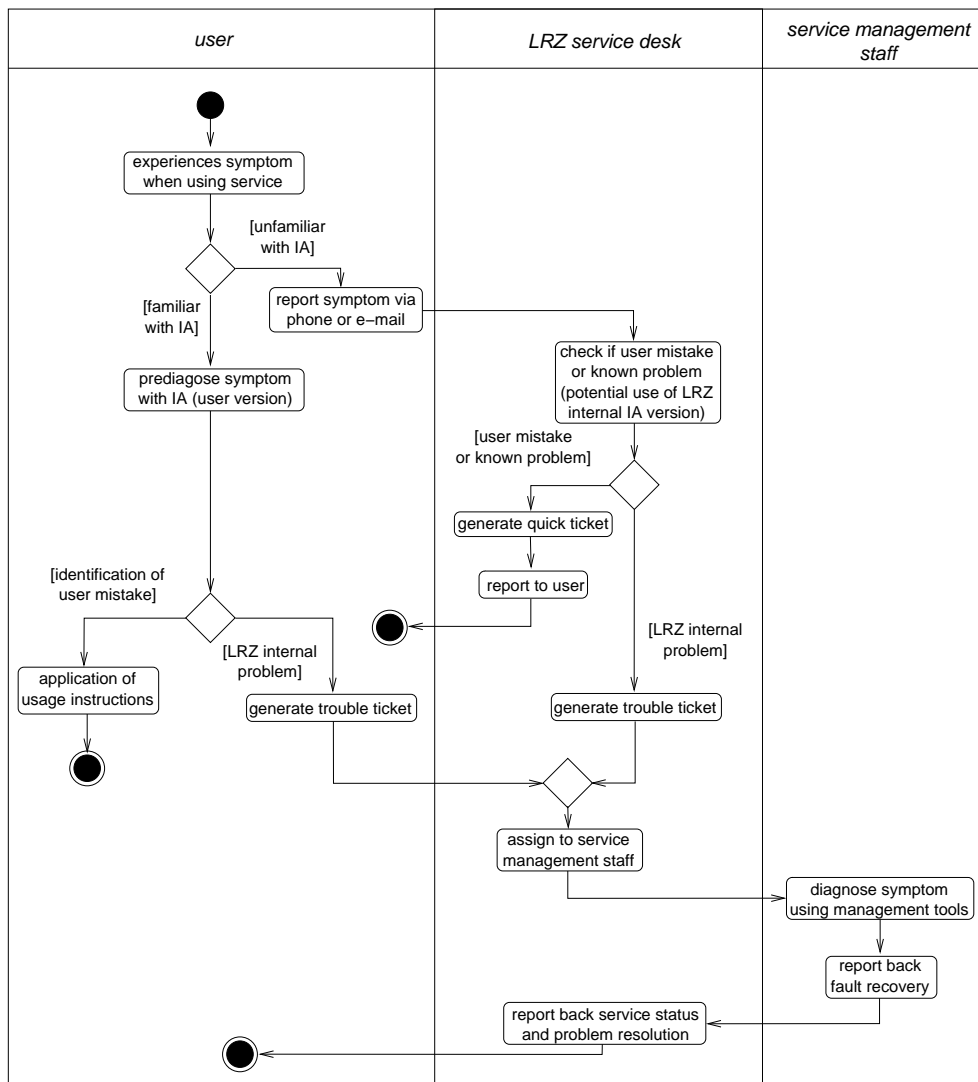 user
LRZ service desk
service management
staff
experiences symptom
when using service
[unfamiliar
with IA]
[familiar
with IA]
report symptom via
phone or e−mail
check if user mistake
or known problem
(potential use of LRZ
internal IA version)
prediagose symptom
with IA (user version)
[user mistake
or known problem]
generate quick ticket
report to user
[identification of
user mistake]
[LRZ internal
problem]
[LRZ internal
problem]
application of
usage instructions
generate trouble ticket
generate trouble ticket
assign to service
management staff
diagnose symptom
using management tools
report back
fault recovery
report back service status
and problem resolution